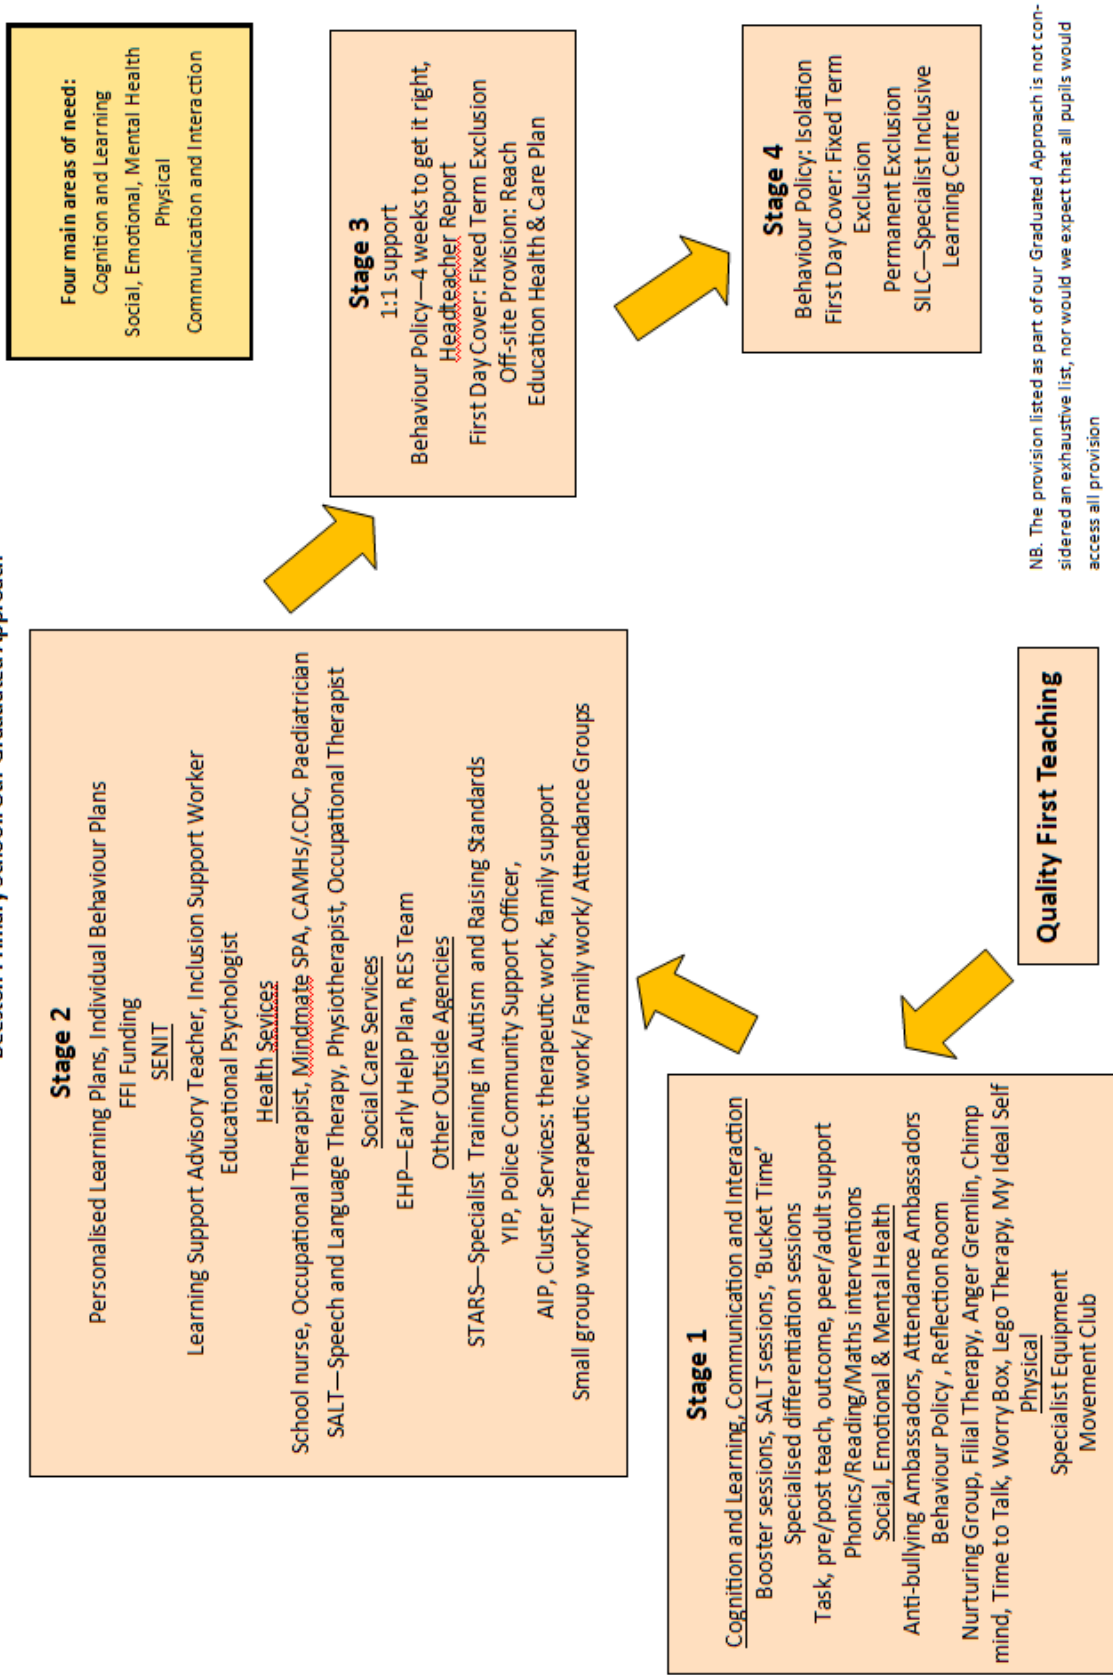 Four main areas of need:
Cognition and Learning
Social, Emotional, Mental Health
Physical
Communication and Interaction
Quality First Teaching
Stage 1
Cognition and Learning, Communication and Interaction
Booster sessions, SALT sessions, ‘Bucket Time’
Specialised differentiation sessions
Task, pre/post teach, outcome, peer/adult support
Phonics/Reading/Maths interventions
Social, Emotional & Mental Health
Anti-bullying Ambassadors, Attendance Ambassadors
Behaviour Policy , Reflection Room
Nurturing Group, Filial Therapy, Anger Gremlin, Chimp
mind, Time to Talk, Worry Box, Lego Therapy, My Ideal Self
Physical
Specialist Equipment
Movement Club
Stage 2
Personalised Learning Plans, Individual Behaviour Plans
FFI Funding
SENIT
Learning Support Advisory Teacher, Inclusion Support Worker
Educational Psychologist
Health Sevices
School nurse, Occupational Therapist, Mindmate SPA, CAMHs/.CDC, Paediatrician
SALT—Speech and Language Therapy, Physiotherapist, Occupational Therapist
Social Care Services
EHP—Early Help Plan, RES Team
Other Outside Agencies
STARS—Specialist Training in Autism and Raising Standards
YIP, Police Community Support Officer,
AIP, Cluster Services: therapeutic work, family support
Small group work/ Therapeutic work/ Family work/ Attendance Groups
Stage 3
1:1 support
Behaviour Policy—4 weeks to get it right,
Headteacher Report
First Day Cover: Fixed Term Exclusion
Off-site Provision: Reach
Education Health & Care Plan
Stage 4
Behaviour Policy: Isolation
First Day Cover: Fixed Term
Exclusion
Permanent Exclusion
SILC—Specialist Inclusive
Learning Centre
NB. The provision listed as part of our Graduated Approach is not con-
sidered an exhaustive list, nor would we expect that all pupils would
access all provision